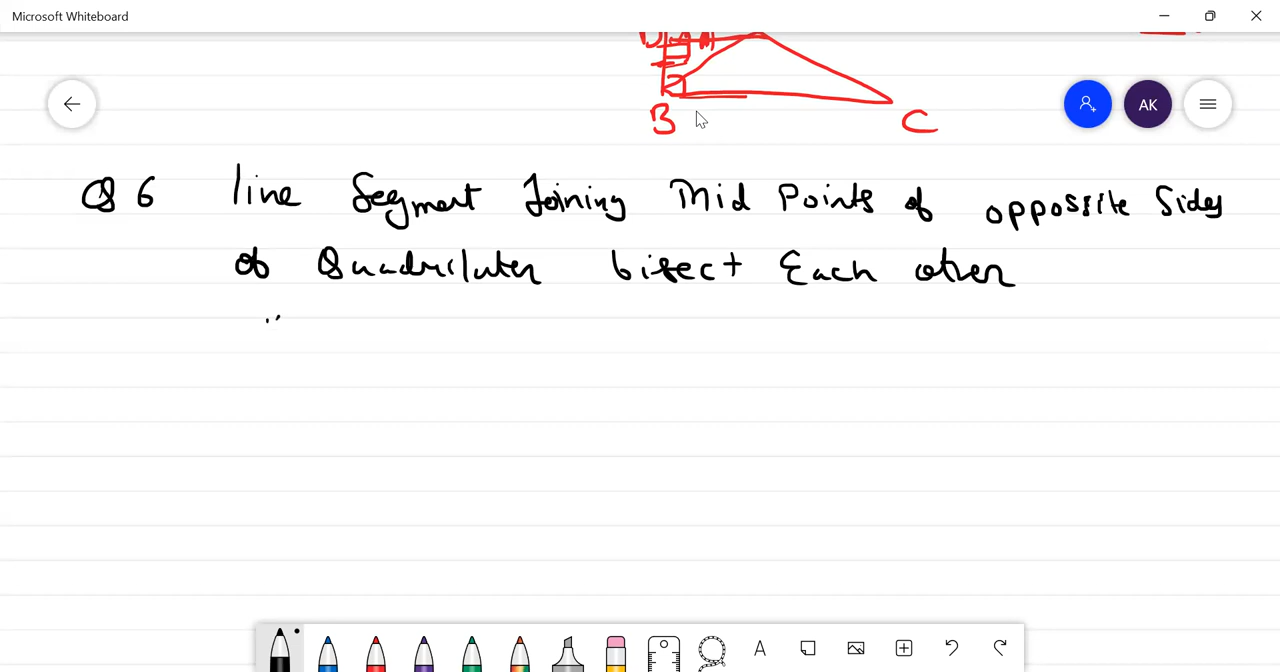 Microsoft Whiteboard
B
C
AK
Q 6 line Segment Joining Mid Points of opposite Sides
of Quadrilater bisect Each other
A